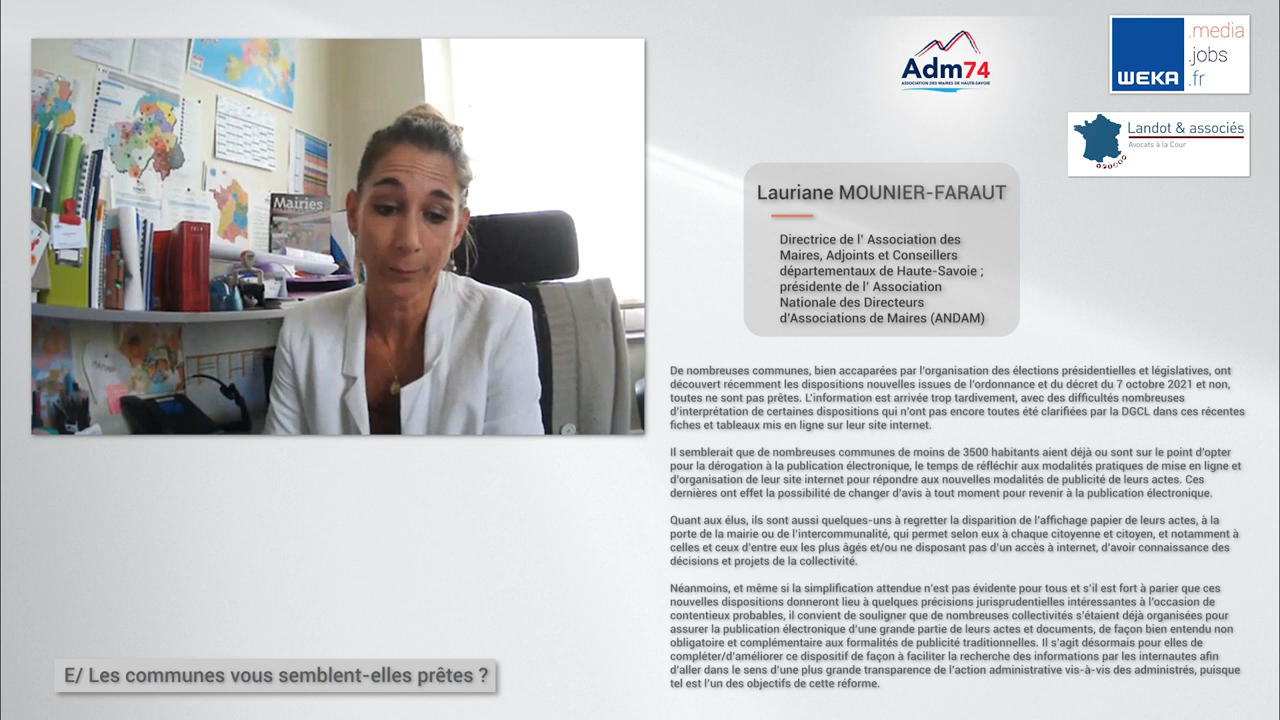 Mairies
Adm74
ASSOCIATION DES MAIRES DE HAUTE-SAVOIE
WEKA
.media
.jobs
.fr
Landot & associés
Avocats à la Cour
Lauriane MOUNIER-FARAUT
Directrice de l' Association des
Maires, Adjoints et Conseillers
départementaux de Haute-Savoie ;
présidente de l' Association
Nationale des Directeurs
d'Associations de Maires (ANDAM)
De nombreuses communes, bien accaparées par l'organisation des élections présidentielles et législatives, ont
découvert récemment les dispositions nouvelles issues de l'ordonnance et du décret du 7 octobre 2021 et non,
toutes ne sont pas prêtes. L'information est arrivée trop tardivement, avec des difficultés nombreuses
d'interprétation de certaines dispositions qui n'ont pas encore toutes été clarifiées par la DGCL dans ces récentes
fiches et tableaux mis en ligne sur leur site internet.
Il semblerait que de nombreuses communes de moins de 3500 habitants aient déjà ou sont sur le point d'opter
pour la dérogation à la publication électronique, le temps de réfléchir aux modalités pratiques de mise en ligne et
d'organisation de leur site internet pour répondre aux nouvelles modalités de publicité de leurs actes. Ces
dernières ont effet la possibilité de changer d'avis à tout moment pour revenir à la publication électronique.
Quant aux élus, ils sont aussi quelques-uns à regretter la disparition de l'affichage papier de leurs actes, à la
porte de la mairie ou de l'intercommunalité, qui permet selon eux à chaque citoyenne et citoyen, et notamment à
celles et ceux d'entre eux les plus âgés et/ou ne disposant pas d'un accès à internet, d'avoir connaissance des
décisions et projets de la collectivité.
Néanmoins, et même si la simplification attendue n'est pas évidente pour tous et s'il est fort à parier que ces
nouvelles dispositions donneront lieu à quelques précisions jurisprudentielles intéressantes à l'occasion de
contentieux probables, il convient de souligner que de nombreuses collectivités s'étaient déjà organisées pour
assurer la publication électronique d'une grande partie de leurs actes et documents, de façon bien entendu non
obligatoire et complémentaire aux formalités de publicité traditionnelles. Il s'agit désormais pour elles de
compléter/d'améliorer ce dispositif de façon à faciliter la recherche des informations par les internautes afin
d'aller dans le sens d'une plus grande transparence de l'action administrative vis-à-vis des administrés, puisque
tel est l'un des objectifs de cette réforme.
E/ Les communes vous semblent-elles prêtes ?